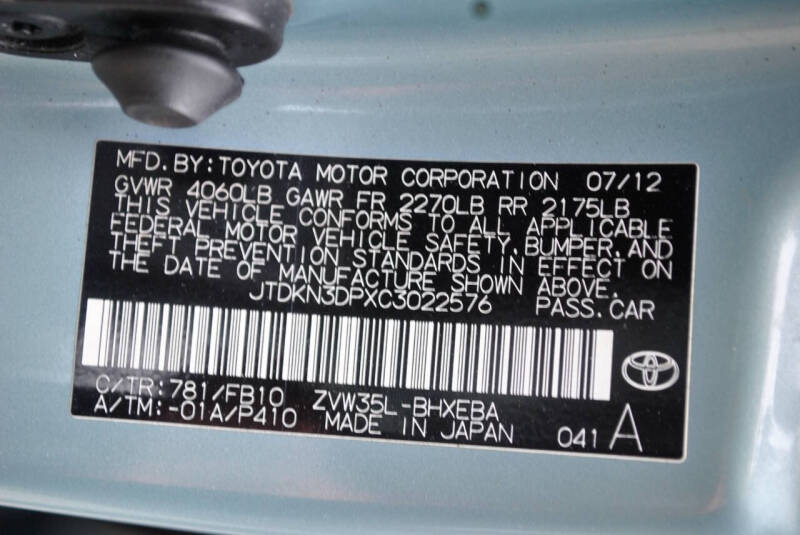 MFD. BY: TOYOTA MOTOR CORPORATION 07/12
GVWR 4060LB GAWR FR 2270LB RR 2175LB
THIS VEHICLE CONFORMS TO ALL APPLICABLE
FEDERAL MOTOR VEHICLE SAFETY, BUMPER, AND
THEFT PREVENTION STANDARDS IN EFFECT ON
THE DATE OF MANUFACTURE SHOWN ABOVE.
JTDKN3DPXC3022576 PASS. CAR
C/TR: 781/FB10 ZVW35L-BHXEBA
A/TM: -01A/P410 MADE IN JAPAN 041 A